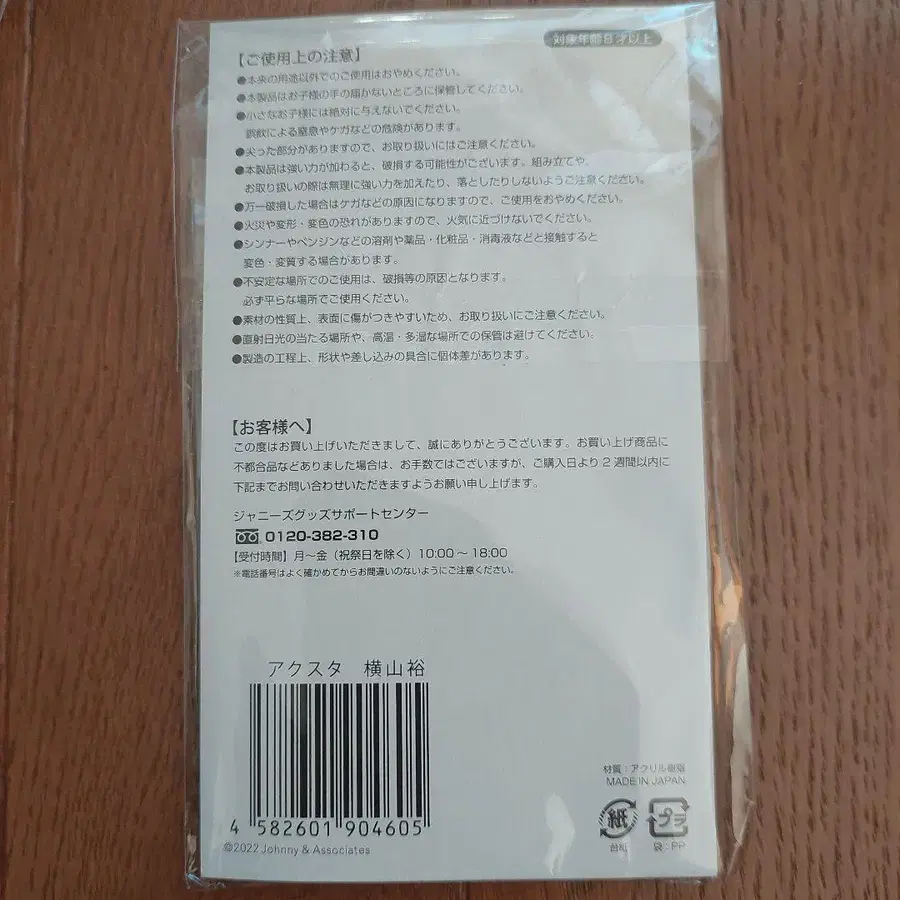 対象年齢8才以上
【ご使用上の注意】
●本来の用途以外でのご使用はおやめください。
●本製品はお子様の手の届かないところに保管してください。
●小さなお子様には絶対に与えないでください。
誤飲による窒息やケガなどの危険があります。
●尖った部分がありますので、お取り扱いにはご注意ください。
●本製品は強い力が加わると、破損する可能性がございます。組み立てや、
お取り扱いの際は無理に強い力を加えたり、落としたりしないようご注意ください。
●万一破損した場合はケガなどの原因になりますので、ご使用をおやめください。
●火災や変形・変色の恐れがありますので、火気に近づけないでください。
●シンナーやベンジンなどの溶剤や薬品・化粧品・消毒液などと接触すると
変色・変質する場合があります。
●不安定な場所でのご使用は、破損等の原因となります。
必ず平らな場所でご使用ください。
●素材の性質上、表面に傷がつきやすいため、お取り扱いにご注意ください。
●直射日光の当たる場所や、高温・多湿な場所での保管は避けてください。
●製造の工程上、形状や差し込みの具合に個体差があります。
【お客様へ】
この度はお買い上げいただきまして、誠にありがとうございます。お買い上げ商品に
不都合品などありました場合は、お手数ではございますが、ご購入日より2週間以内に
下記までお問い合わせいただきますようお願い申し上げます。
ジャニーズグッズサポートセンター
0120-382-310
【受付時間】月〜金（祝祭日を除く）10:00〜18:00
※電話番号はよく確かめてからお間違いのないようにご注意ください。
アクスタ 横山裕
4 582601 904605
©2022 Johnny & Associates
材質：アクリル樹脂
MADE IN JAPAN
紙
プラ
台紙
袋：PP